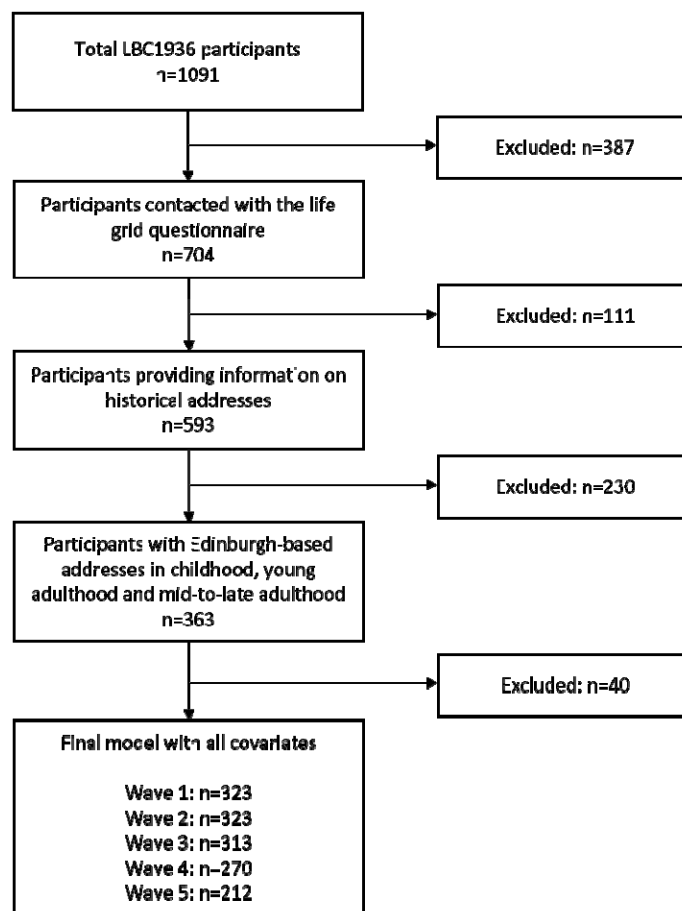 Total LBC1936 participants
n=1091
Excluded: n=387
Participants contacted with the life
grid questionnaire
n=704
Excluded: n=111
Participants providing information on
historical addresses
n=593
Excluded: n=230
Participants with Edinburgh-based
addresses in childhood, young
adulthood and mid-to-late adulthood
n=363
Excluded: n=40
Final model with all covariates
Wave 1: n=323
Wave 2: n=323
Wave 3: n=313
Wave 4: n=270
Wave 5: n=212